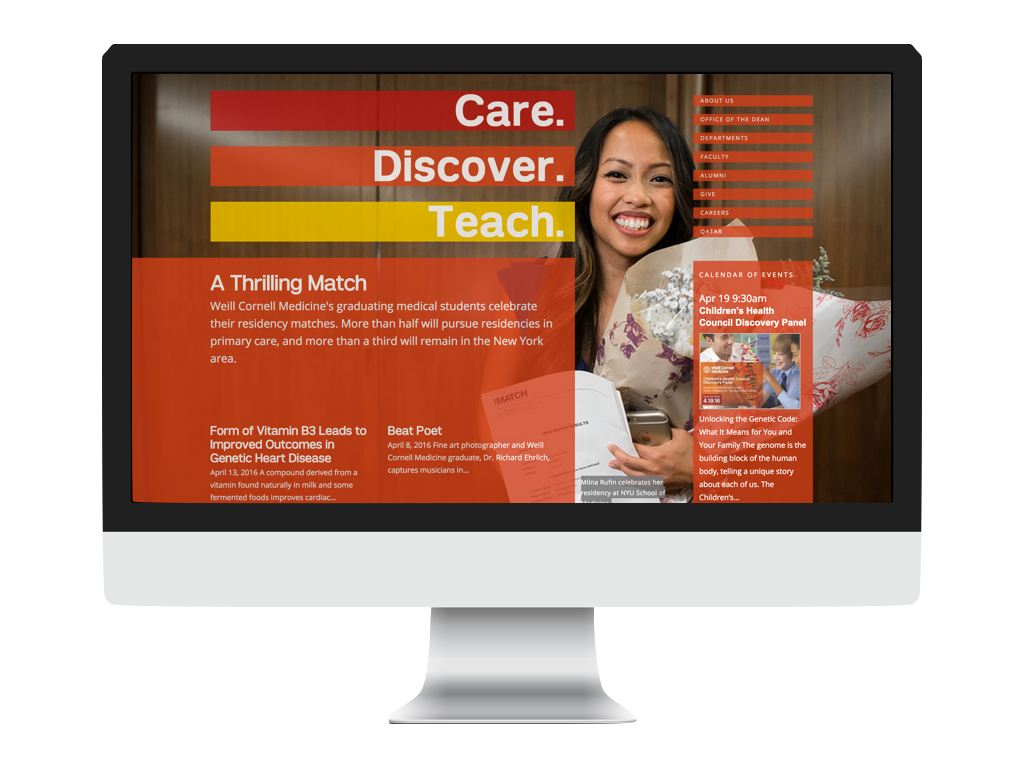 Care.
Discover.
Teach.
A Thrilling Match
Weill Cornell Medicine's graduating medical students celebrate
their residency matches. More than half will pursue residencies in
primary care, and more than a third will remain in the New York
area.
Form of Vitamin B3 Leads to
Improved Outcomes in
Genetic Heart Disease
April 13, 2016 A compound derived from a
vitamin found naturally in milk and some
fermented foods improves cardiac...
Beat Poet
April 8, 2016 Fine art photographer and Weill
Cornell Medicine graduate, Dr. Richard Ehrlich,
captures musicians in...
MATCH
Milna Rufin celebrates her
residency at NYU School of
ABOUT US
OFFICE OF THE DEAN
DEPARTMENTS
FACULTY
ALUMNI
GIVE
CAREERS
QATAR
CALENDAR OF EVENTS
Apr 19 9:30am
Children's Health
Council Discovery Panel
Weill Cornell
Medicine
Children's Health Council
Discovery Panel
4.19.16
Unlocking the Genetic Code:
What It Means for You and
Your Family The genome is the
building block of the human
body, telling a unique story
about each of us. The
Children's...